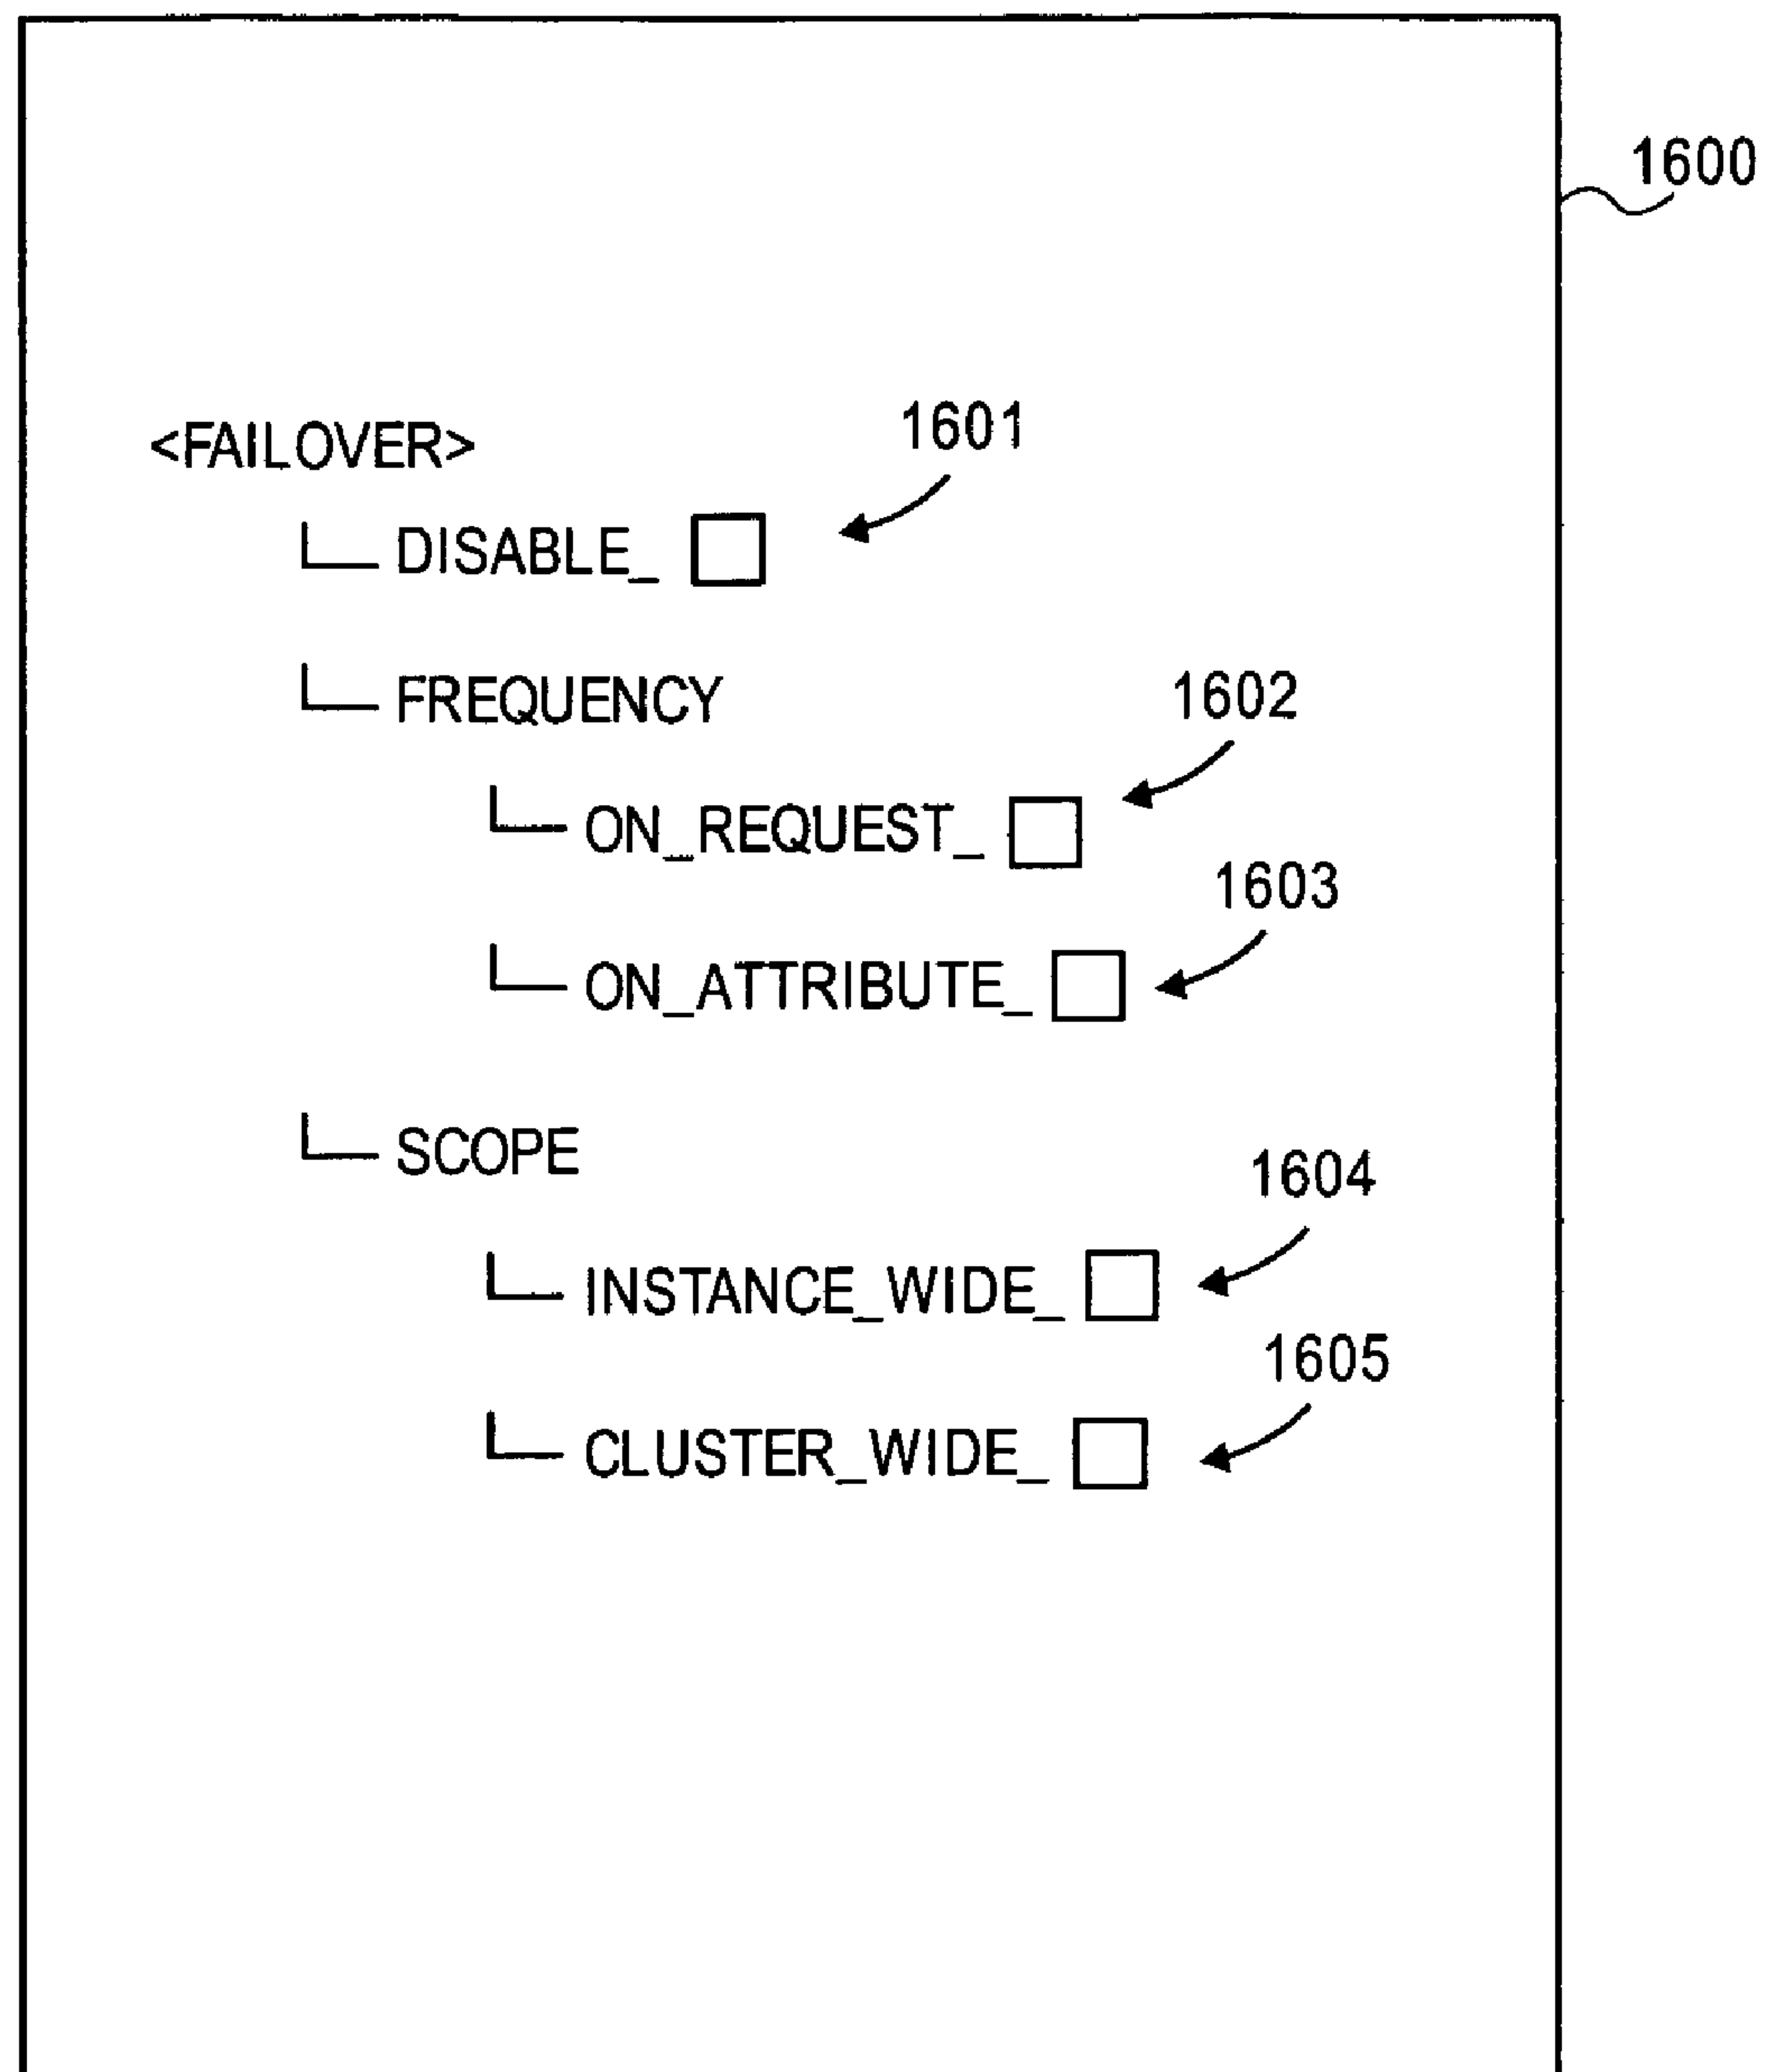 1600
<FAILOVER>
1601
DISABLE_
FREQUENCY
1602
ON_REQUEST_
1603
ON_ATTRIBUTE_
SCOPE
1604
INSTANCE_WIDE_
1605
CLUSTER_WIDE_